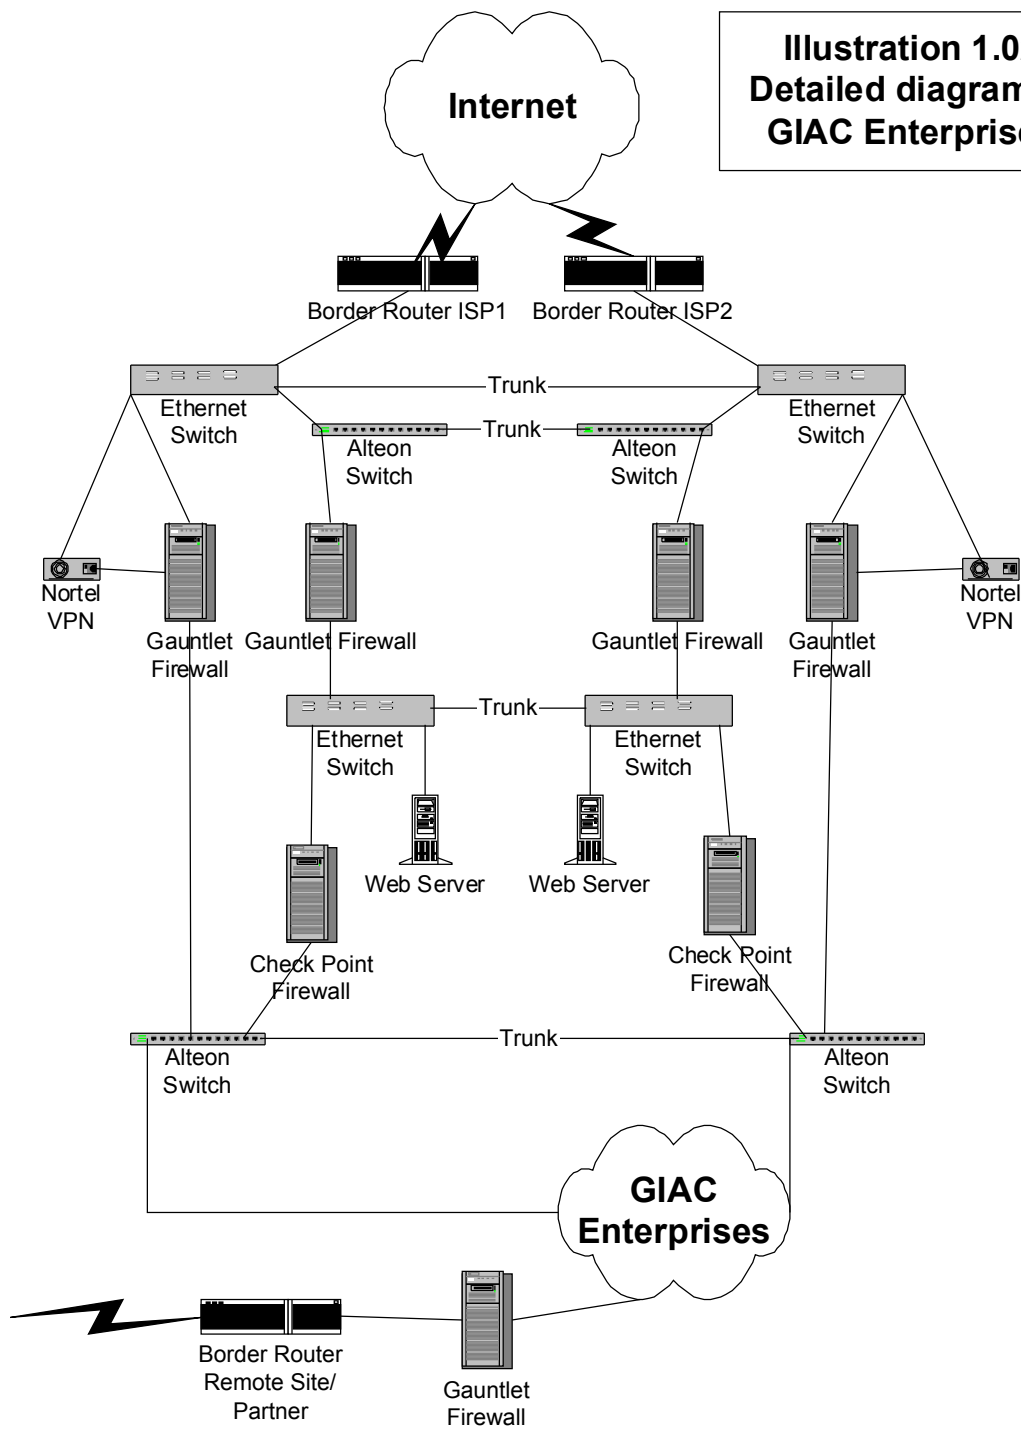 Internet
Illustration 1.0
Detailed diagram
GIAC Enterprise
Border Router ISP1
Border Router ISP2
Trunk
Ethernet
Switch
Ethernet
Switch
Trunk
Alteon
Switch
Alteon
Switch
Nortel
VPN
Gauntlet
Firewall
Gauntlet Firewall
Gauntlet Firewall
Gauntlet
Firewall
Nortel
VPN
Trunk
Ethernet
Switch
Ethernet
Switch
Web Server
Web Server
Check Point
Firewall
Check Point
Firewall
Trunk
Alteon
Switch
Alteon
Switch
GIAC
Enterprises
Border Router
Remote Site/
Partner
Gauntlet
Firewall